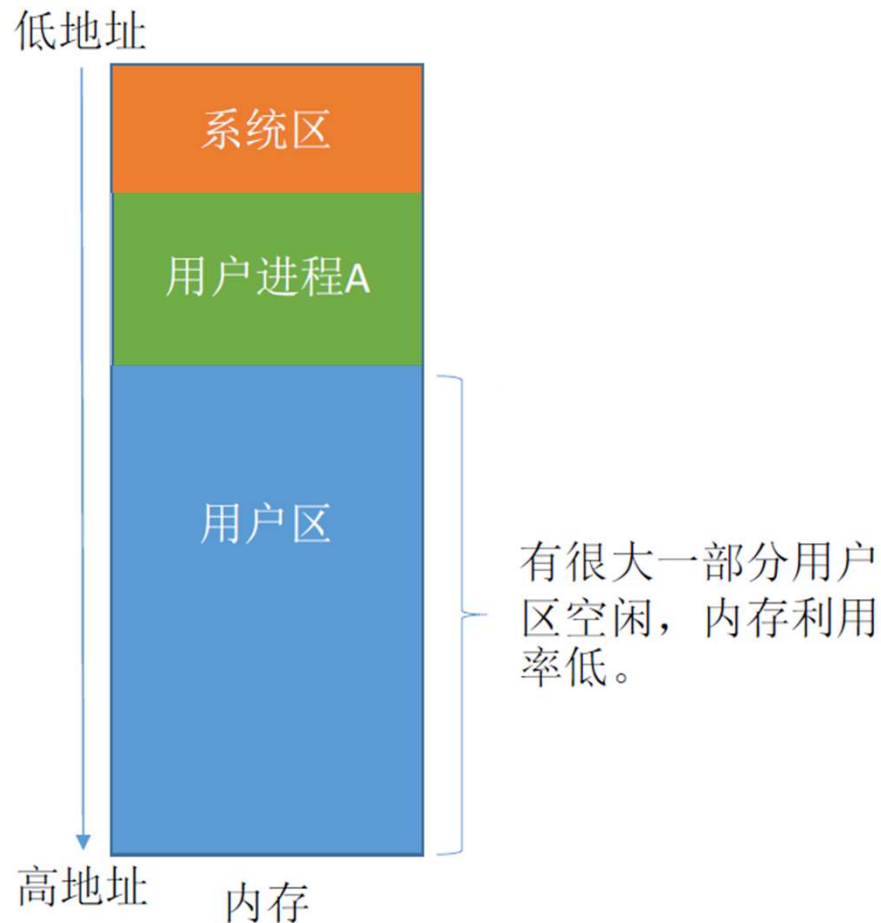 低地址
系统区
用户进程A
用户区
有很大一部分用户
区空闲，内存利用
率低。
高地址
内存